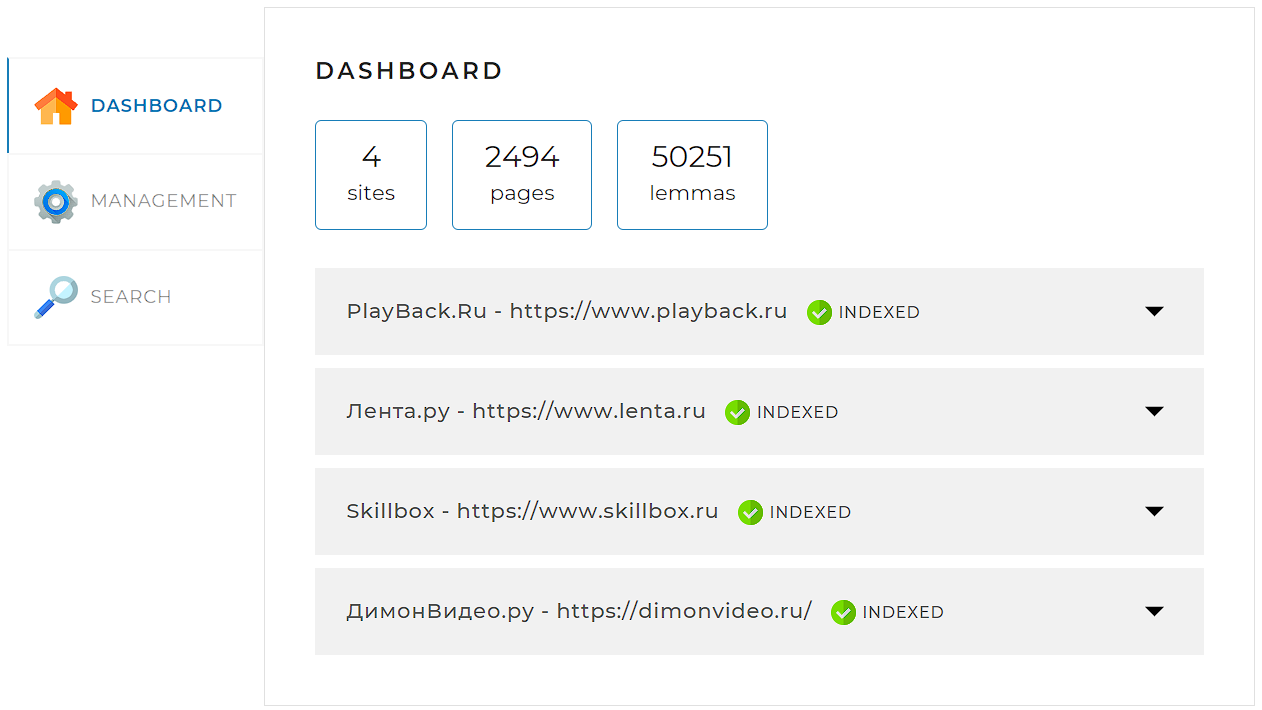 DASHBOARD
MANAGEMENT
SEARCH
DASHBOARD
4
sites
2494
pages
50251
lemmas
PlayBack.Ru - https://www.playback.ru INDEXED
Лента.ру - https://www.lenta.ru INDEXED
Skillbox - https://www.skillbox.ru INDEXED
ДимонВидео.ру - https://dimonvideo.ru/ INDEXED